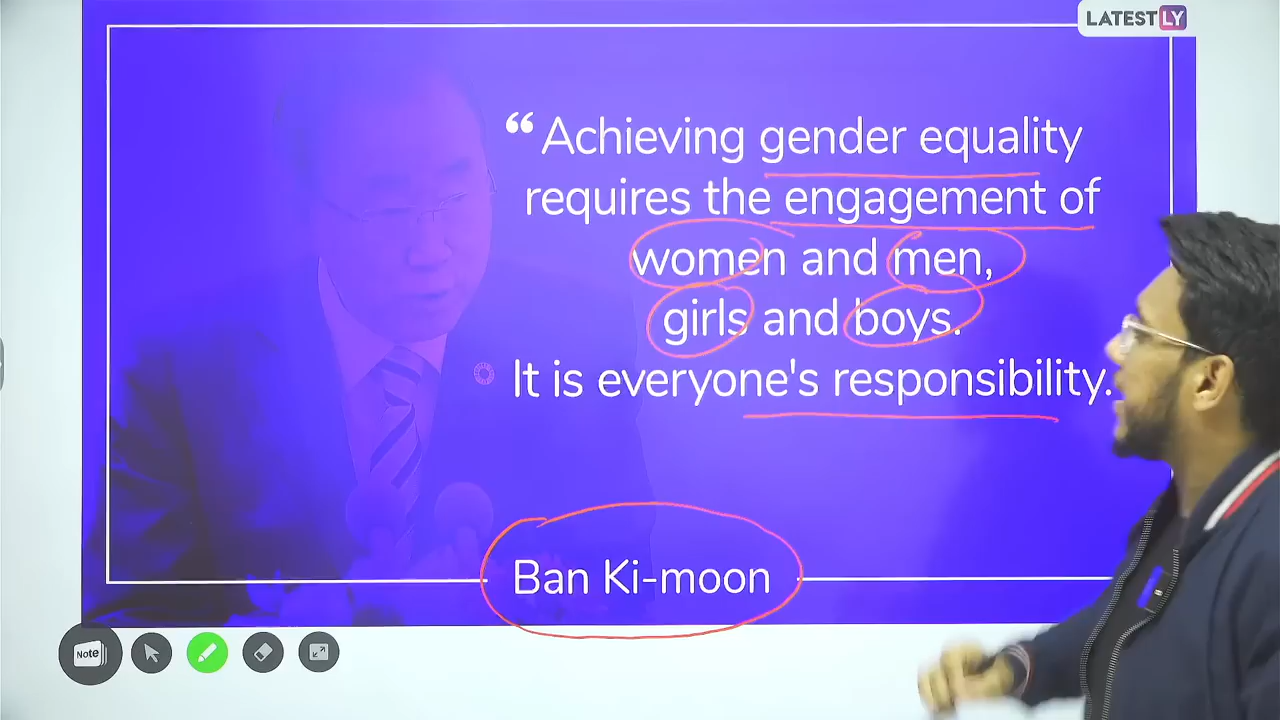 LATESTLY
“Achieving gender equality
requires the engagement of
women and men,
girls and boys.
It is everyone's responsibility.
Ban Ki-moon
Note